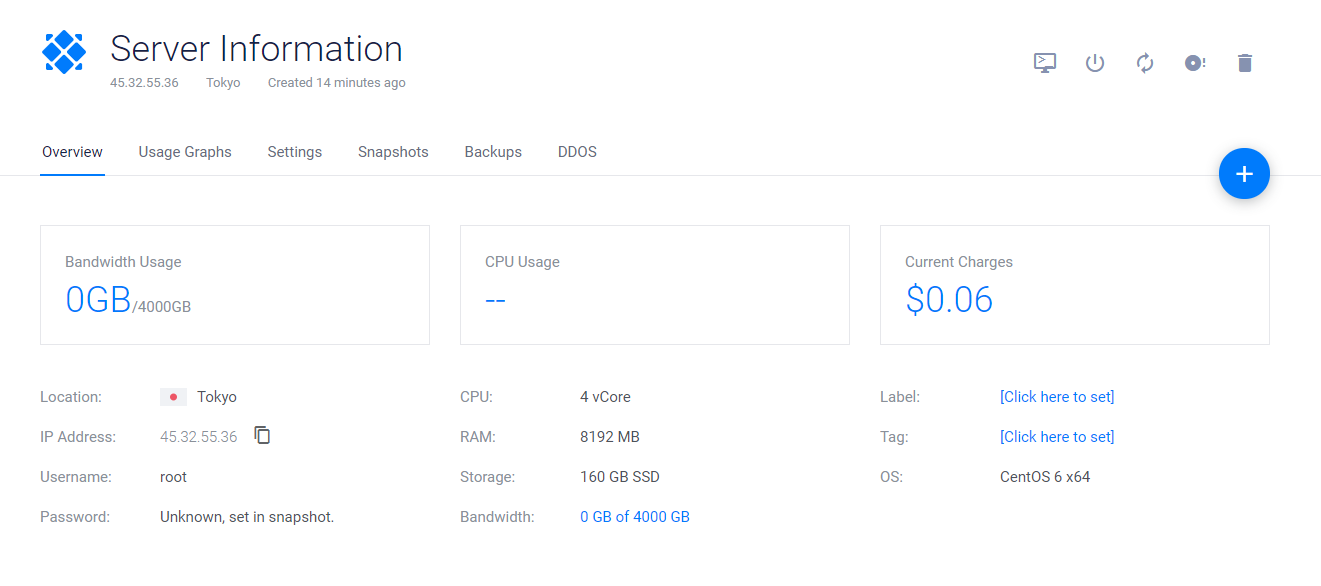 Server Information
45.32.55.36 Tokyo Created 14 minutes ago
Overview Usage Graphs Settings Snapshots Backups DDOS
+
Bandwidth Usage CPU Usage Current Charges
0GB/4000GB -- $0.06
Location: Tokyo CPU: 4 vCore Label: [Click here to set]
IP Address: 45.32.55.36 RAM: 8192 MB Tag: [Click here to set]
Username: root Storage: 160 GB SSD OS: CentOS 6 x64
Password: Unknown, set in snapshot. Bandwidth: 0 GB of 4000 GB